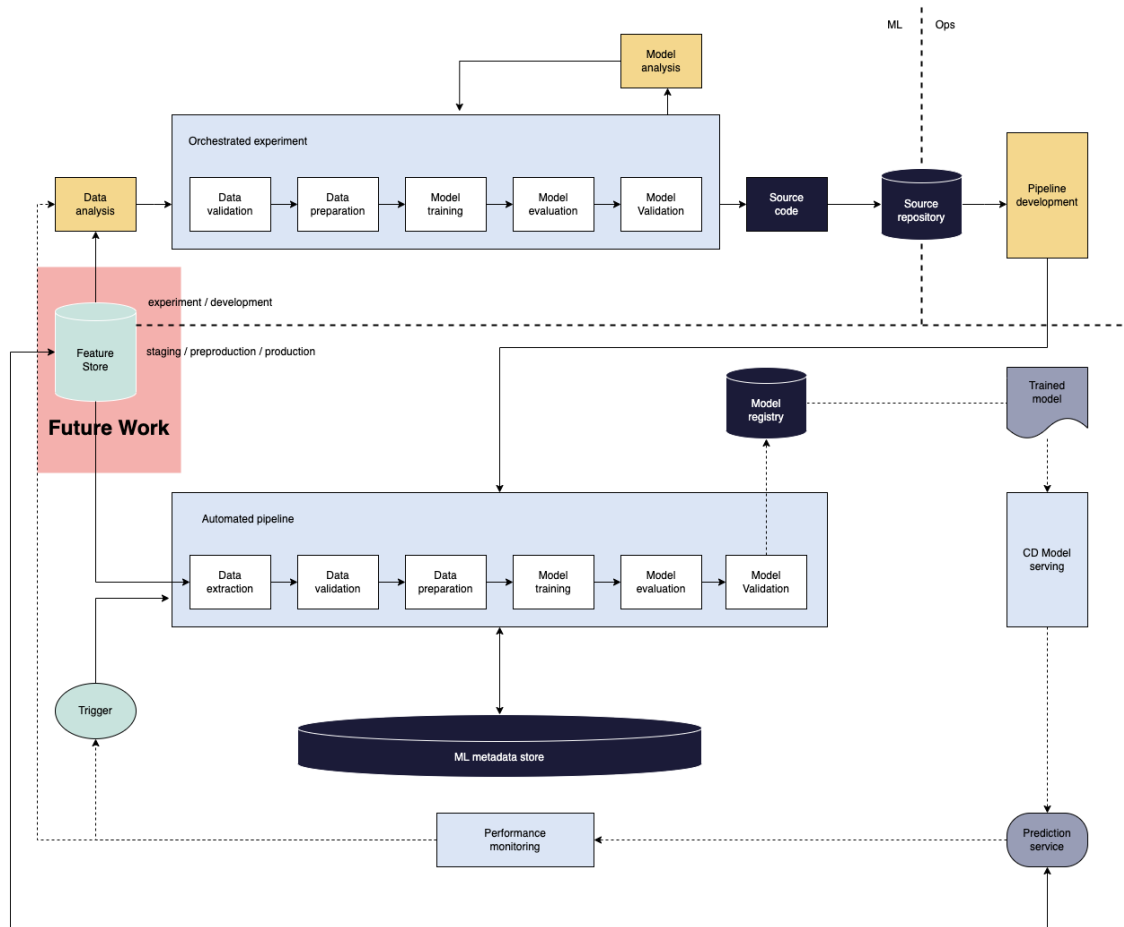 ML
Ops
Model
analysis
Orchestrated experiment
Data
analysis
Data
validation
Data
preparation
Model
training
Model
evaluation
Model
Validation
Source
code
Source
repository
Pipeline
development
experiment / development
Feature
Store
staging / preproduction / production
Future Work
Model
registry
Trained
model
Automated pipeline
Data
extraction
Data
validation
Data
preparation
Model
training
Model
evaluation
Model
Validation
CD Model
serving
Trigger
ML metadata store
Performance
monitoring
Prediction
service